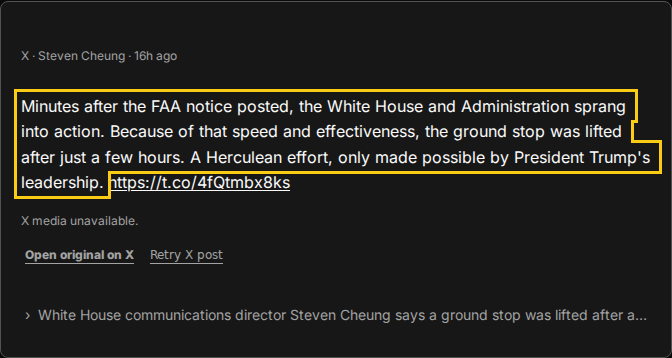 X · Steven Cheung · 16h ago
Minutes after the FAA notice posted, the White House and Administration sprang
into action. Because of that speed and effectiveness, the ground stop was lifted
after just a few hours. A Herculean effort, only made possible by President Trump's
leadership. https://t.co/4fQtmbx8ks
X media unavailable.
Open original on X Retry X post
› White House communications director Steven Cheung says a ground stop was lifted after a...